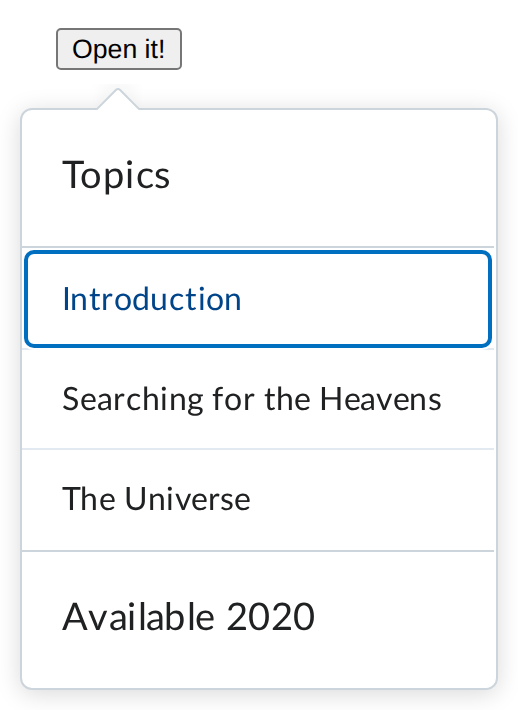 Open it!
Topics
Introduction
Searching for the Heavens
The Universe
Available 2020